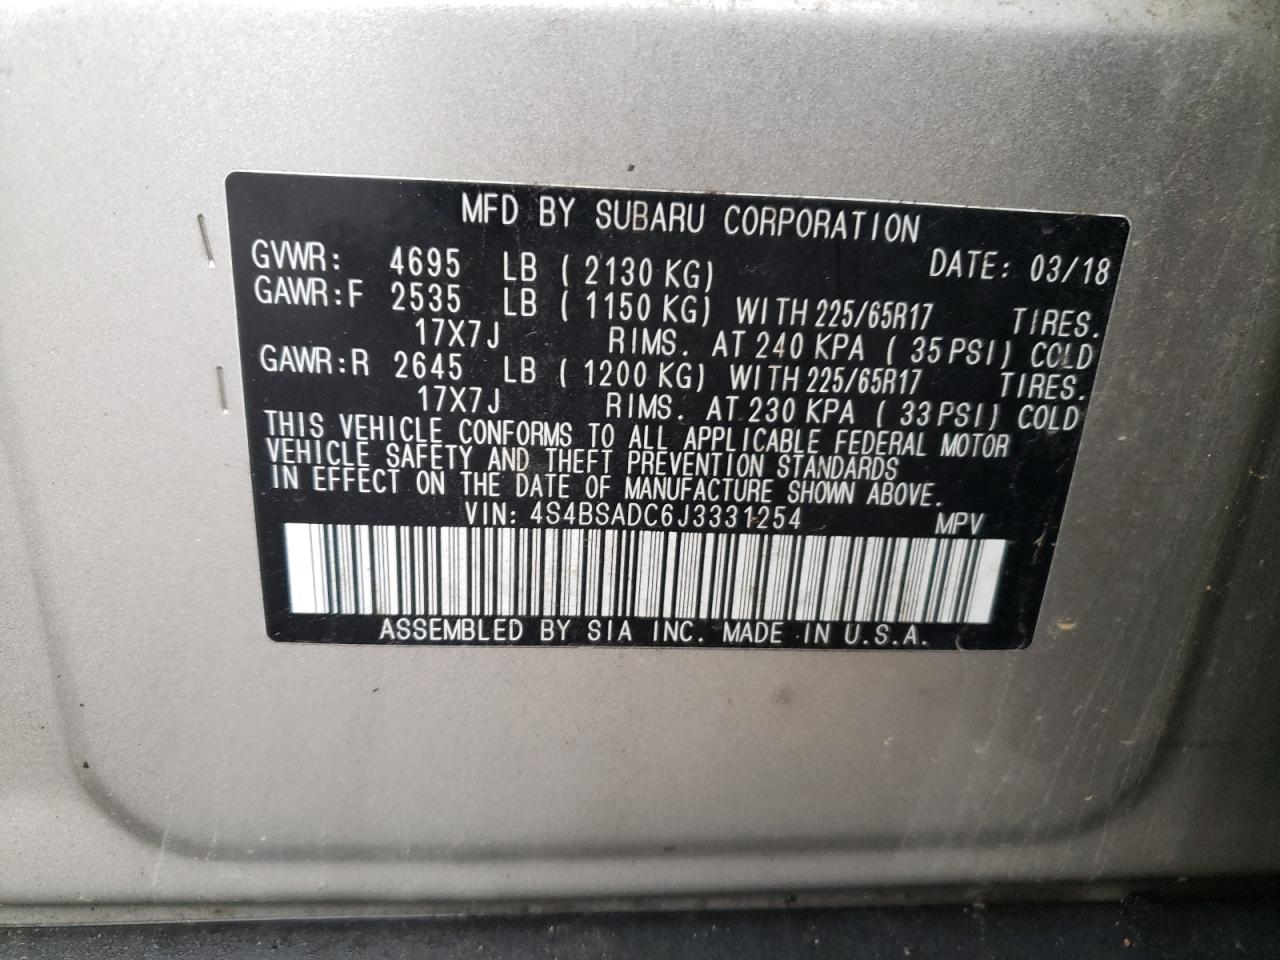 MFD BY SUBARU CORPORATION
GVWR: 4695 LB ( 2130 KG) DATE: 03/18
GAWR:F 2535 LB ( 1150 KG) WITH 225/65R17 TIRES.
17X7J RIMS. AT 240 KPA ( 35 PSI) COLD
GAWR:R 2645 LB ( 1200 KG) WITH 225/65R17 TIRES.
17X7J RIMS. AT 230 KPA ( 33 PSI) COLD
THIS VEHICLE CONFORMS TO ALL APPLICABLE FEDERAL MOTOR
VEHICLE SAFETY AND THEFT PREVENTION STANDARDS
IN EFFECT ON THE DATE OF MANUFACTURE SHOWN ABOVE.
VIN: 4S4BSADC6J3331254 MPV
ASSEMBLED BY SIA INC. MADE IN U.S.A.